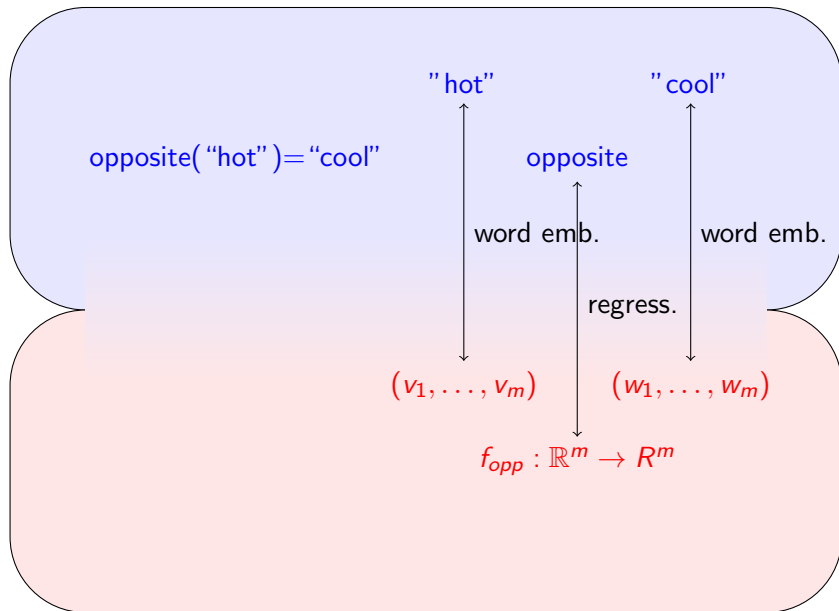 "hot" "cool"
opposite("hot")="cool" opposite
word emb. word emb.
regress.
(v₁, . . . , vₘ) (w₁, . . . , wₘ)
fₒₚₚ : ℝᵐ → Rᵐ